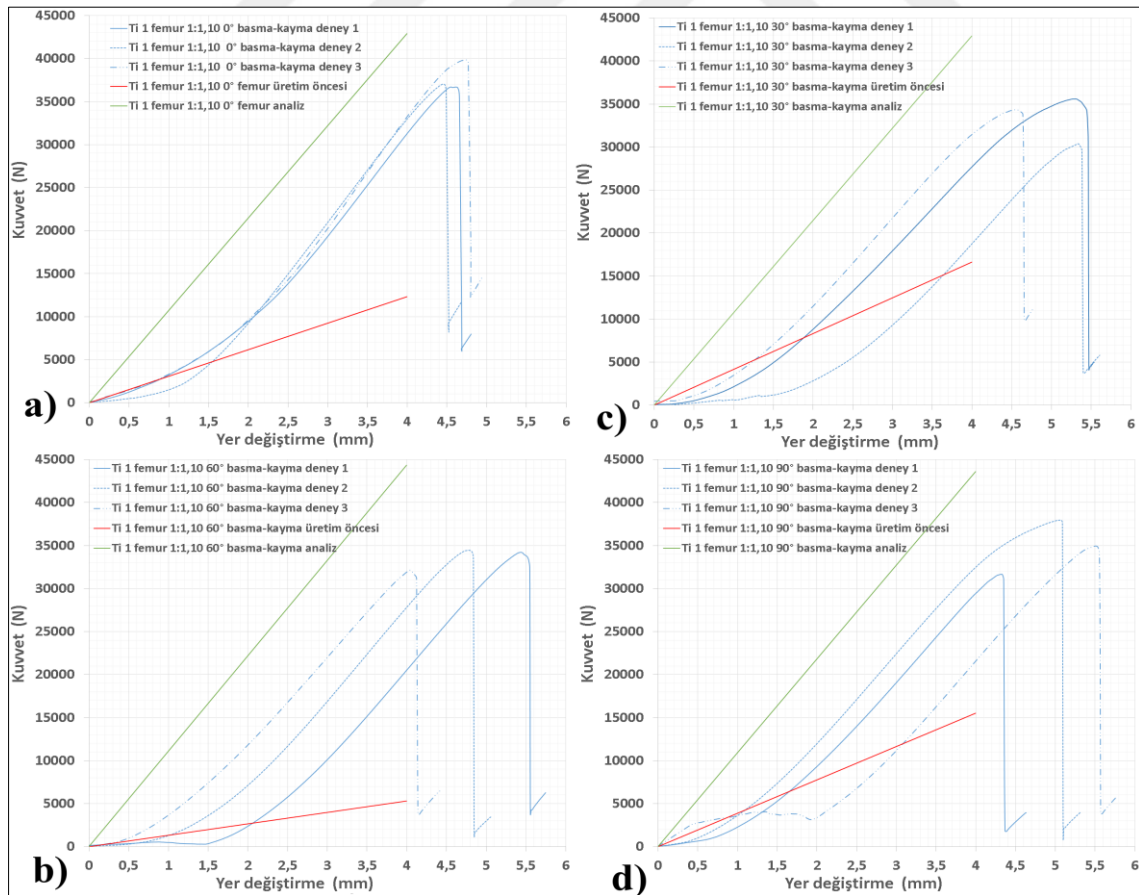 Ti 1 femur 1:1,10 0° basma-kayma deney 1
Ti 1 femur 1:1,10 0° basma-kayma deney 2
Ti 1 femur 1:1,10 0° basma-kayma deney 3
Ti 1 femur 1:1,10 0° femur üretim öncesi
Ti 1 femur 1:1,10 0° femur analiz
45000
40000
35000
30000
25000
20000
15000
10000
5000
0
Kuvvet (N)
0 0,5 1 1,5 2 2,5 3 3,5 4 4,5 5 5,5 6
Yer değiştirme (mm)
a)
Ti 1 femur 1:1,10 30° basma-kayma deney 1
Ti 1 femur 1:1,10 30° basma-kayma deney 2
Ti 1 femur 1:1,10 30° basma-kayma deney 3
Ti 1 femur 1:1,10 30° basma-kayma üretim öncesi
Ti 1 femur 1:1,10 30° basma-kayma analiz
45000
40000
35000
30000
25000
20000
15000
10000
5000
0
Kuvvet (N)
0 0,5 1 1,5 2 2,5 3 3,5 4 4,5 5 5,5 6
Yer değiştirme (mm)
c)
Ti 1 femur 1:1,10 60° basma-kayma deney 1
Ti 1 femur 1:1,10 60° basma-kayma deney 2
Ti 1 femur 1:1,10 60° basma-kayma deney 3
Ti 1 femur 1:1,10 60° basma-kayma üretim öncesi
Ti 1 femur 1:1,10 60° basma-kayma analiz
45000
40000
35000
30000
25000
20000
15000
10000
5000
0
Kuvvet (N)
0 0,5 1 1,5 2 2,5 3 3,5 4 4,5 5 5,5 6
Yer değiştirme (mm)
b)
Ti 1 femur 1:1,10 90° basma-kayma deney 1
Ti 1 femur 1:1,10 90° basma-kayma deney 2
Ti 1 femur 1:1,10 90° basma-kayma deney 3
Ti 1 femur 1:1,10 90° basma-kayma üretim öncesi
Ti 1 femur 1:1,10 90° basma-kayma analiz
45000
40000
35000
30000
25000
20000
15000
10000
5000
0
Kuvvet (N)
0 0,5 1 1,5 2 2,5 3 3,5 4 4,5 5 5,5 6
Yer değiştirme (mm)
d)